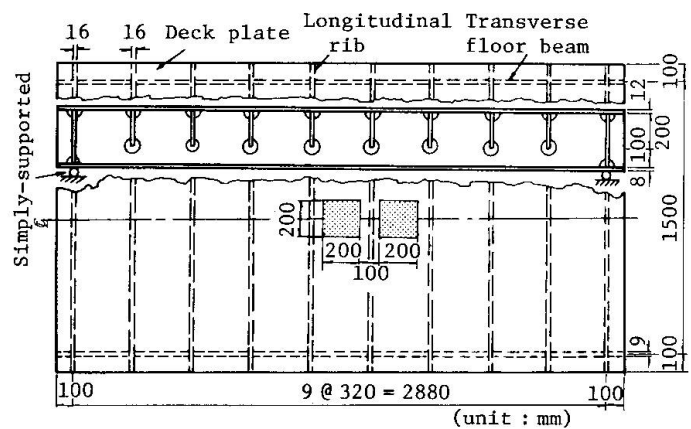 16
16
Deck plate
Longitudinal
rib
Transverse
floor beam
100
12
200
100
8
Simply-supported
200
200
200
100
1500
9
100
100
9 @ 320 = 2880
100
(unit : mm)